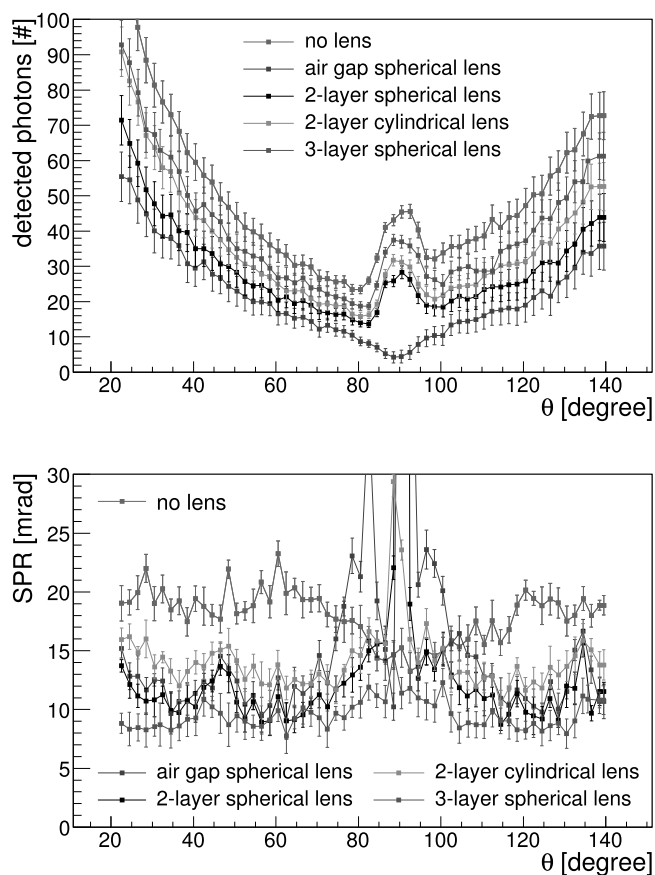 detected photons [#]
100
90
80
70
60
50
40
30
20
10
0
no lens
air gap spherical lens
2-layer spherical lens
2-layer cylindrical lens
3-layer spherical lens
20 40 60 80 100 120 140
θ [degree]
SPR [mrad]
30
25
20
15
10
5
0
no lens
air gap spherical lens 2-layer cylindrical lens
2-layer spherical lens 3-layer spherical lens
20 40 60 80 100 120 140
θ [degree]